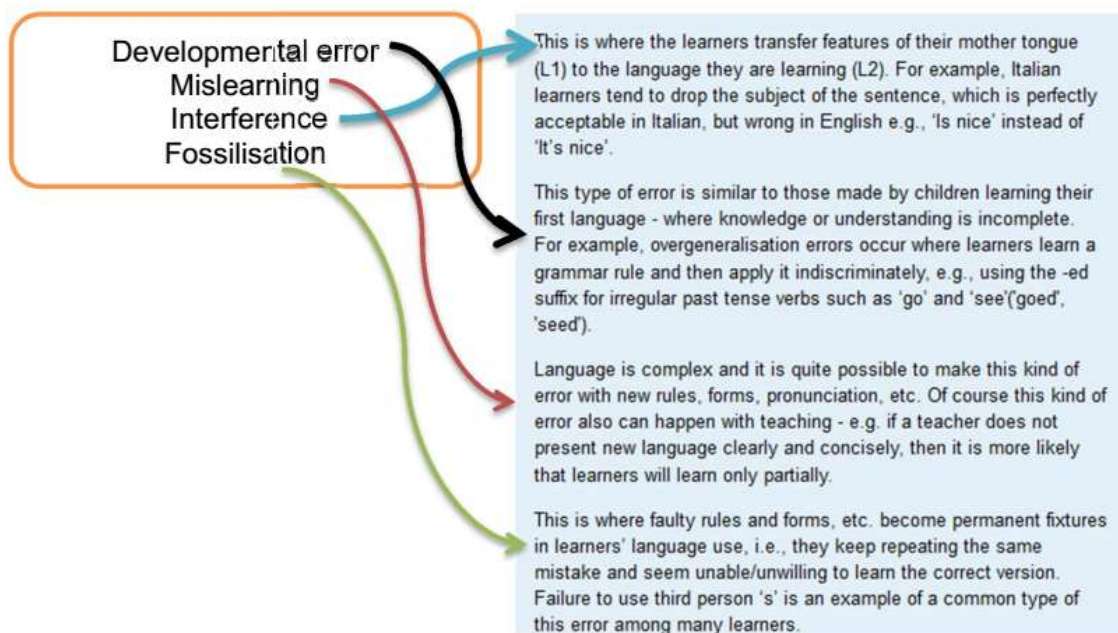 Developmental error
Mislearning
Interference
Fossilisation
This is where the learners transfer features of their mother tongue
(L1) to the language they are learning (L2). For example, Italian
learners tend to drop the subject of the sentence, which is perfectly
acceptable in Italian, but wrong in English e.g., 'Is nice' instead of
'It's nice'.
This type of error is similar to those made by children learning their
first language - where knowledge or understanding is incomplete.
For example, overgeneralisation errors occur where learners learn a
grammar rule and then apply it indiscriminately, e.g., using the -ed
suffix for irregular past tense verbs such as 'go' and 'see'('goed',
'seed').
Language is complex and it is quite possible to make this kind of
error with new rules, forms, pronunciation, etc. Of course this kind of
error also can happen with teaching - e.g. if a teacher does not
present new language clearly and concisely, then it is more likely
that learners will learn only partially.
This is where faulty rules and forms, etc. become permanent fixtures
in learners' language use, i.e., they keep repeating the same
mistake and seem unable/unwilling to learn the correct version.
Failure to use third person 's' is an example of a common type of
this error among many learners.